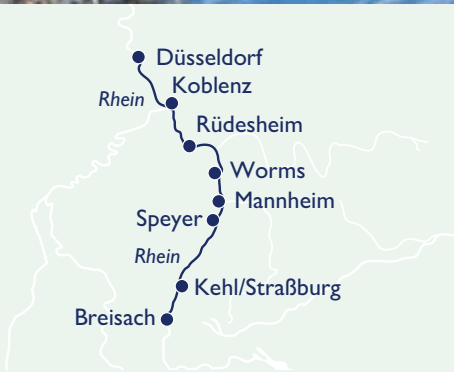 Düsseldorf
Koblenz
Rhein
Rüdesheim
Worms
Mannheim
Speyer
Rhein
Kehl/Straßburg
Breisach